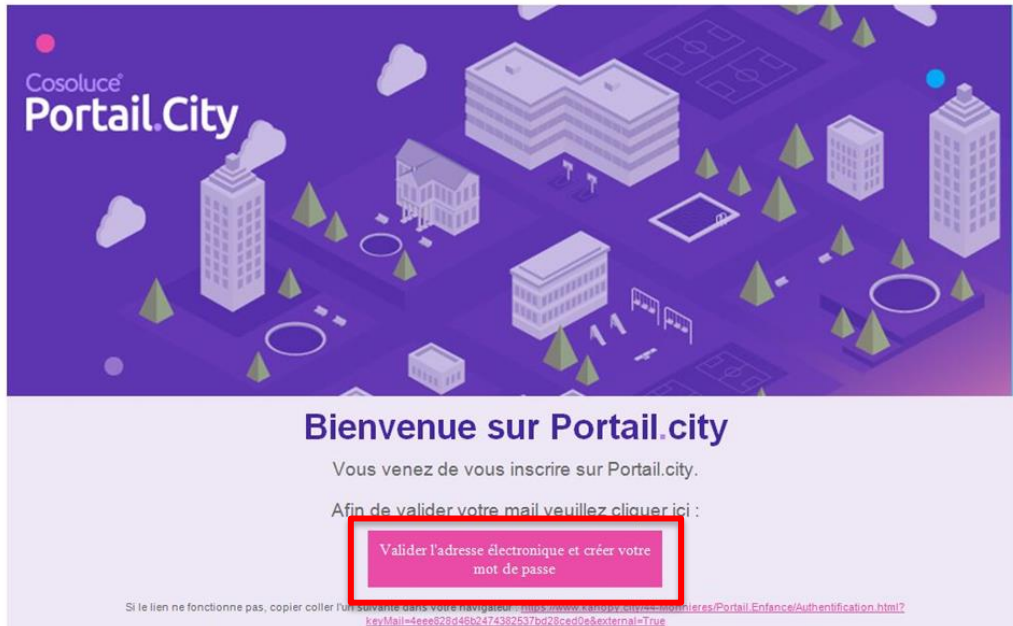 Cosoluce®
Portail.City
Bienvenue sur Portail.city
Vous venez de vous inscrire sur Portail.city.
Afin de valider votre mail veuillez cliquer ici :
Valider l'adresse électronique et créer votre
mot de passe
Si le lien ne fonctionne pas, copier coller l'url suivante dans votre navigateur : https://www.kanopy.city/44-Monnieres/Portail.Enfance/Authentification.html?
keyMail=4eee828d46b2474382537bd28ced0e&external=True